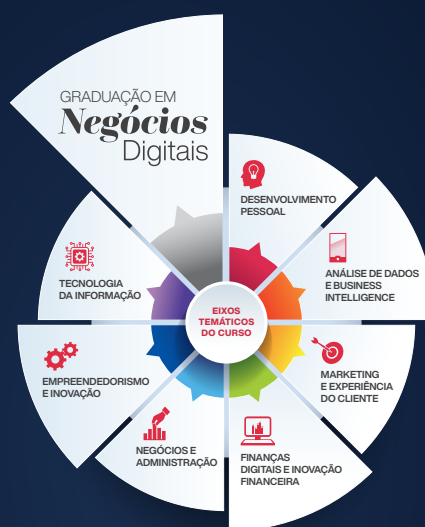 GRADUAÇÃO EM
Negócios
Digitais
DESENVOLVIMENTO
PESSOAL
ANÁLISE DE DADOS
E BUSINESS
INTELLIGENCE
MARKETING
E EXPERIÊNCIA
DO CLIENTE
FINANÇAS
DIGITAIS E INOVAÇÃO
FINANCEIRA
NEGÓCIOS E
ADMINISTRAÇÃO
EMPREENDEDORISMO
E INOVAÇÃO
TECNOLOGIA
DA INFORMAÇÃO
EIXOS
TEMÁTICOS
DO CURSO